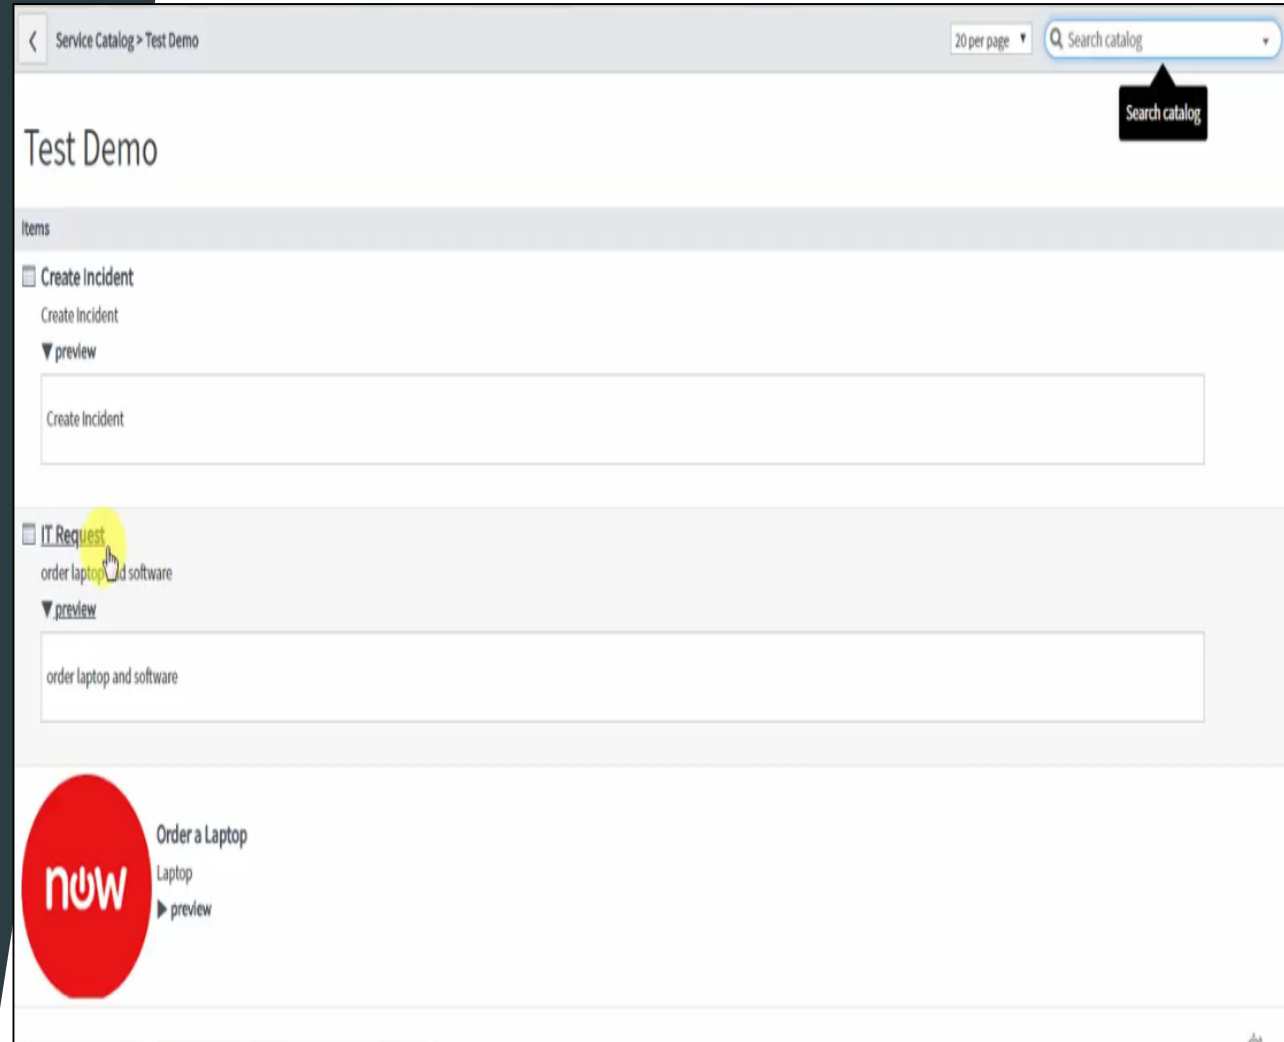 Service Catalog > Test Demo
20 per page
Search catalog
Search catalog
Test Demo
Items
Create Incident
Create Incident
preview
Create Incident
IT Request
order laptop and software
preview
order laptop and software
now
Order a Laptop
Laptop
preview